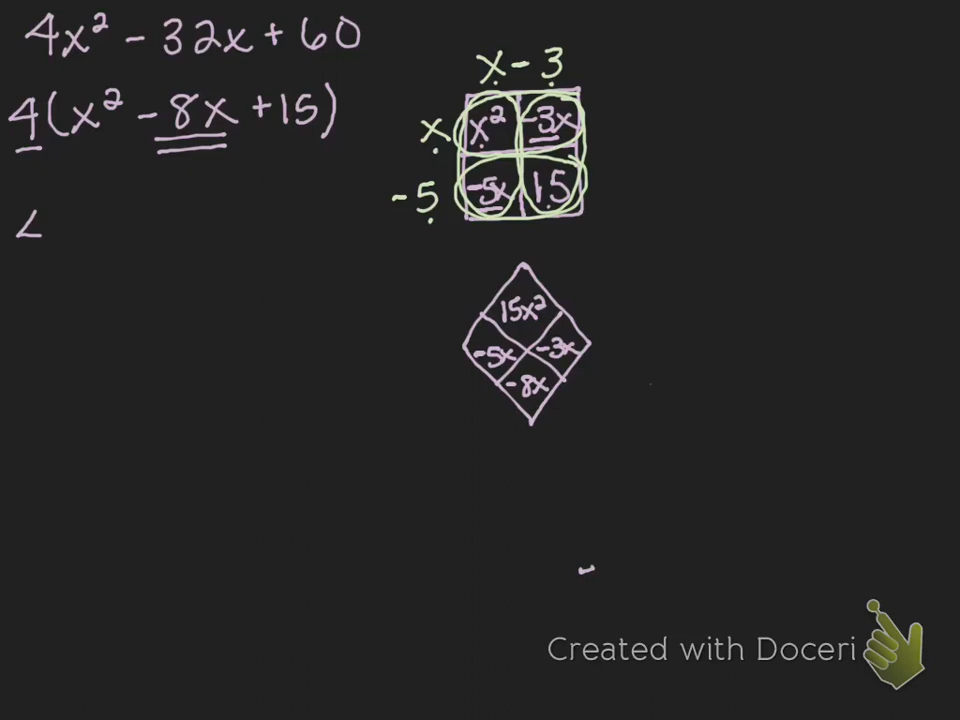 4x² - 32x + 60
4(x² - 8x + 15)
x - 3
x x² -3x
-5 -5x 15
15x²
-5x -3x
-8x
Created with Doceri